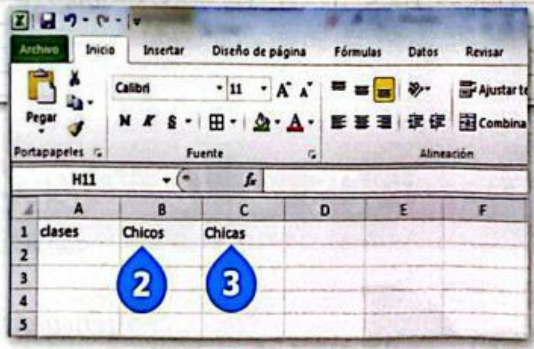 Archivo Inicio Insertar Diseño de página Fórmulas Datos Revisar
Calibri 11 A A
Pegar N K S A Ajustar te
Combina
Portapapeles Fuente Alineación
H11 fx
A B C D E F
1 clases Chicos Chicas
2
3 2 3
4
5